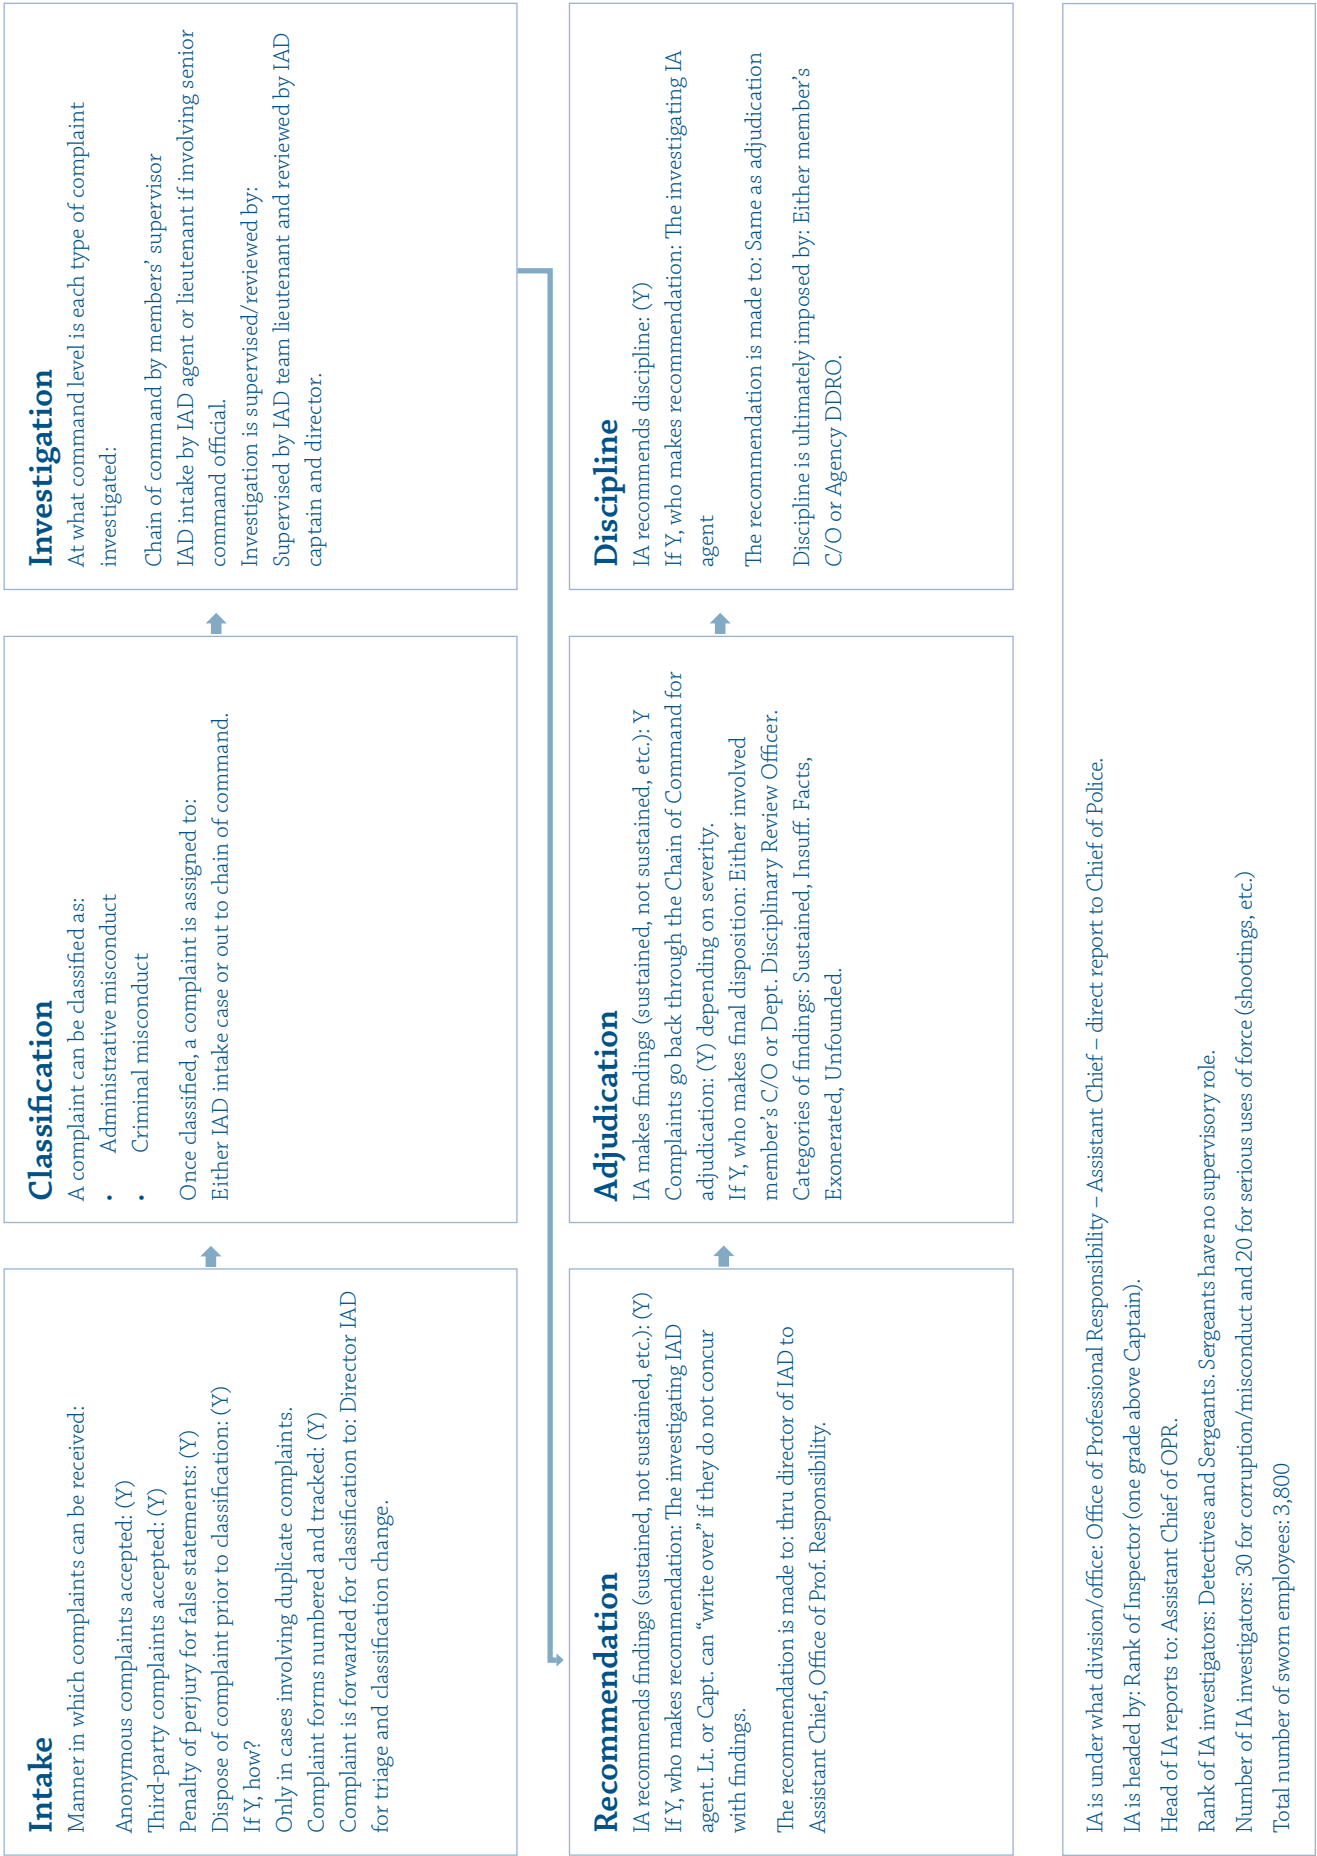 Intake
Manner in which complaints can be received:
Anonymous complaints accepted: (Y)
Third-party complaints accepted: (Y)
Penalty of perjury for false statements: (Y)
Dispose of complaint prior to classification: (Y)
If Y, how?
Only in cases involving duplicate complaints.
Complaint forms numbered and tracked: (Y)
Complaint is forwarded for classification to: Director IAD
for triage and classification change.
Classification
A complaint can be classified as:
• Administrative misconduct
• Criminal misconduct
Once classified, a complaint is assigned to:
Either IAD intake case or out to chain of command.
Investigation
At what command level is each type of complaint
investigated:
Chain of command by members’ supervisor
IAD intake by IAD agent or lieutenant if involving senior
command official.
Investigation is supervised/reviewed by:
Supervised by IAD team lieutenant and reviewed by IAD
captain and director.
Recommendation
IA recommends findings (sustained, not sustained, etc.): (Y)
If Y, who makes recommendation: The investigating IAD
agent. Lt. or Capt. can “write over” if they do not concur
with findings.
The recommendation is made to: thru director of IAD to
Assistant Chief, Office of Prof. Responsibility.
Adjudication
IA makes findings (sustained, not sustained, etc.): Y
Complaints go back through the Chain of Command for
adjudication: (Y) depending on severity.
If Y, who makes final disposition: Either involved
member’s C/O or Dept. Disciplinary Review Officer.
Categories of findings: Sustained, Insuff. Facts,
Exonerated, Unfounded.
Discipline
IA recommends discipline: (Y)
If Y, who makes recommendation: The investigating IA
agent
The recommendation is made to: Same as adjudication
Discipline is ultimately imposed by: Either member’s
C/O or Agency DDRO.
IA is under what division/office: Office of Professional Responsibility – Assistant Chief – direct report to Chief of Police.
IA is headed by: Rank of Inspector (one grade above Captain).
Head of IA reports to: Assistant Chief of OPR.
Rank of IA investigators: Detectives and Sergeants. Sergeants have no supervisory role.
Number of IA investigators: 30 for corruption/misconduct and 20 for serious uses of force (shootings, etc.)
Total number of sworn employees: 3,800